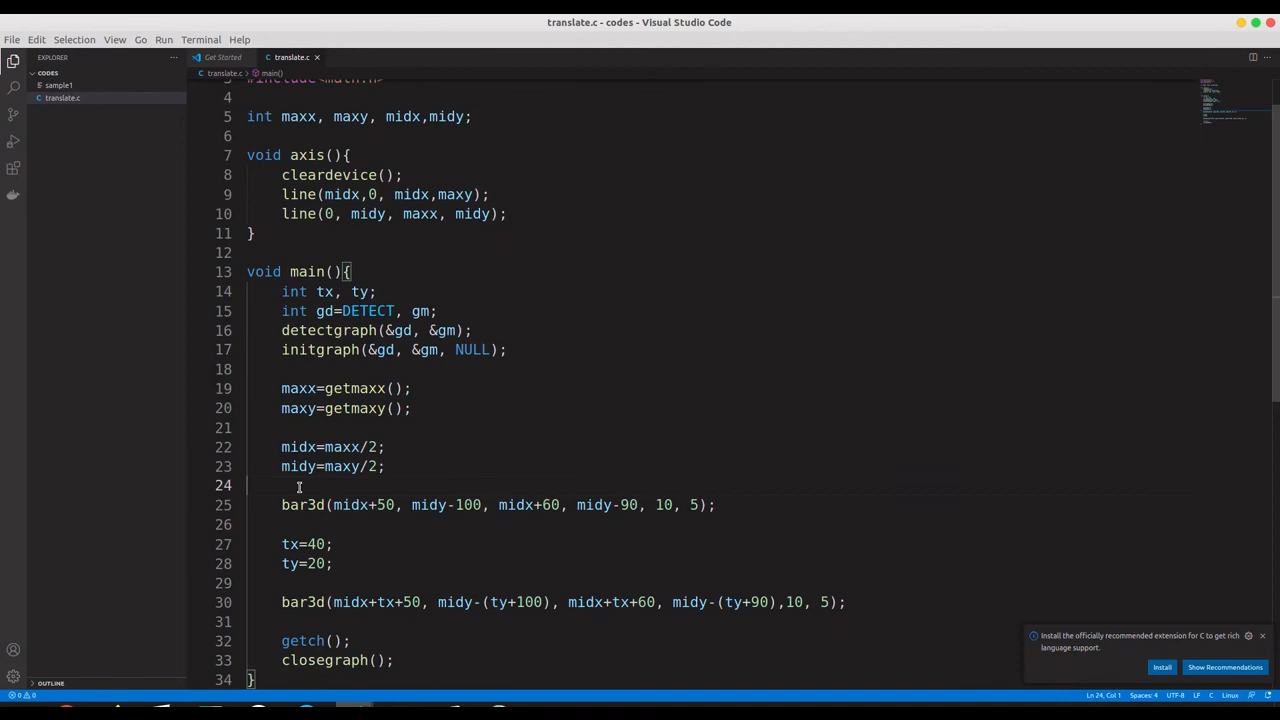 translate.c - codes - Visual Studio Code
File Edit Selection View Go Run Terminal Help
EXPLORER
CODES
sample1
translate.c
OUTLINE
Get Started translate.c
translate.c main()
3 #include<math.h>
4
5 int maxx, maxy, midx,midy;
6
7 void axis(){
8 cleardevice();
9 line(midx,0, midx,maxy);
10 line(0, midy, maxx, midy);
11 }
12
13 void main(){
14 int tx, ty;
15 int gd=DETECT, gm;
16 detectgraph(&gd, &gm);
17 initgraph(&gd, &gm, NULL);
18
19 maxx=getmaxx();
20 maxy=getmaxy();
21
22 midx=maxx/2;
23 midy=maxy/2;
24
25 bar3d(midx+50, midy-100, midx+60, midy-90, 10, 5);
26
27 tx=40;
28 ty=20;
29
30 bar3d(midx+tx+50, midy-(ty+100), midx+tx+60, midy-(ty+90),10, 5);
31
32 getch();
33 closegraph();
34 }
Install the officially recommended extension for C to get rich
language support.
Install Show Recommendations
0 0 Ln 24, Col 1 Spaces: 4 UTF-8 LF C Linux